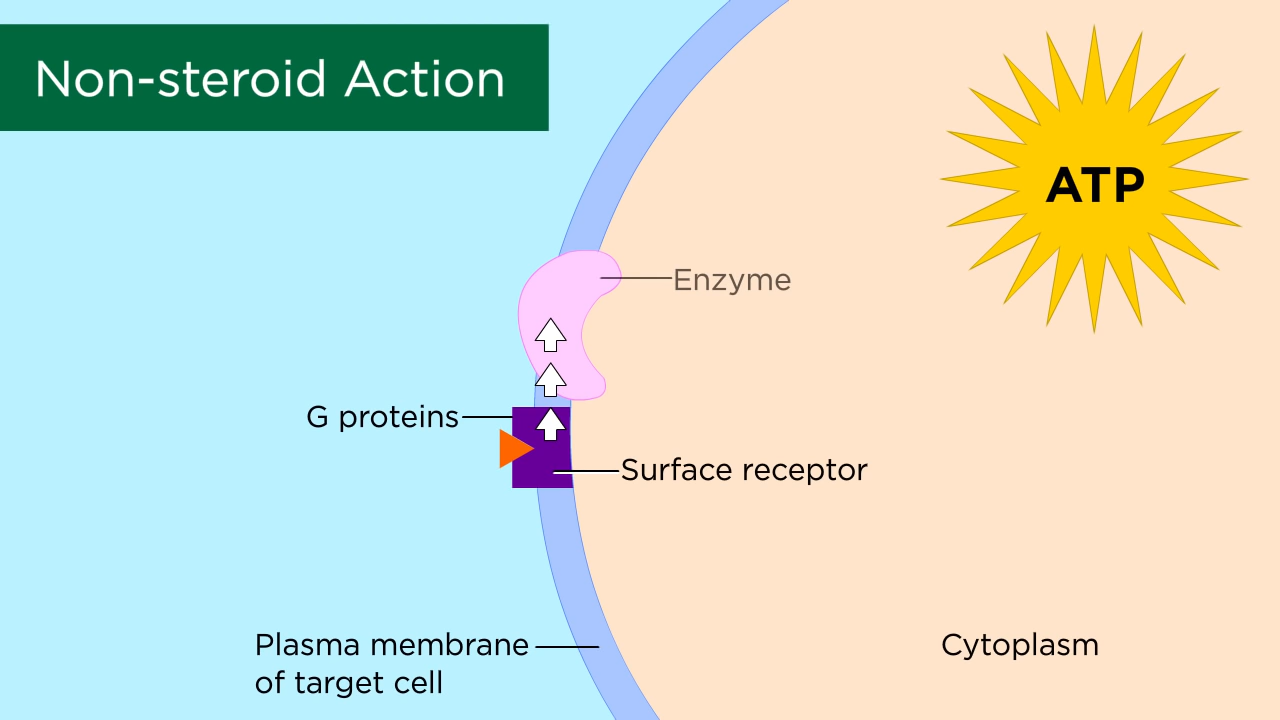 Non-steroid Action
ATP
Enzyme
G proteins
Surface receptor
Plasma membrane
of target cell
Cytoplasm